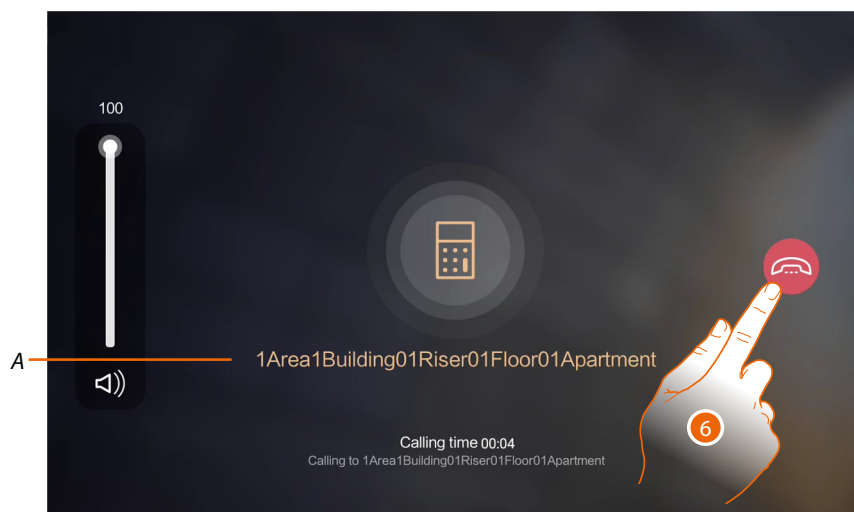 100
A
1Area1Building01Riser01Floor01Apartment
6
Calling time 00:04
Calling to 1Area1Building01Riser01Floor01Apartment